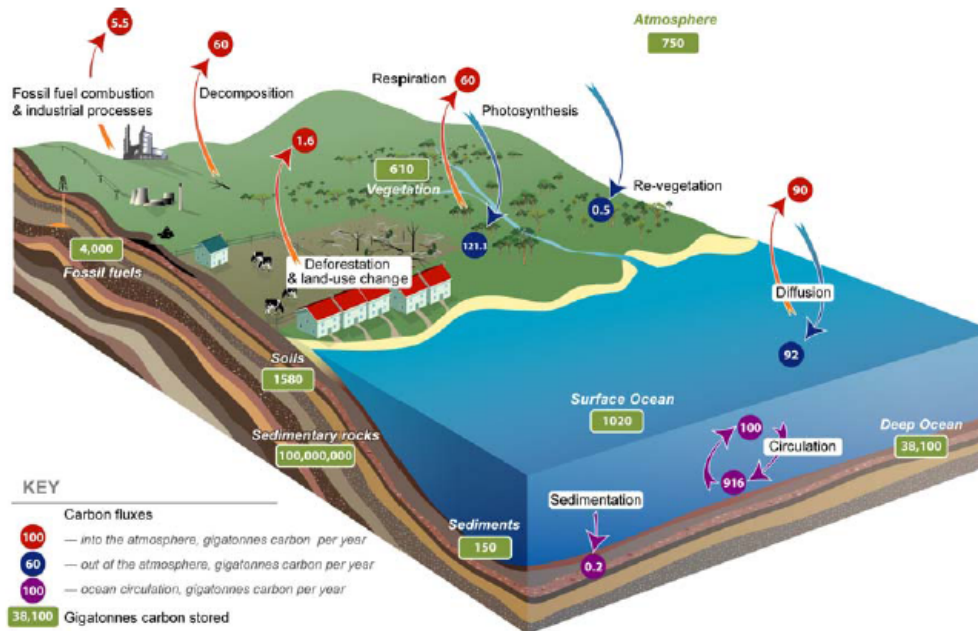 5.5
60
Atmosphere
750
Fossil fuel combustion
& industrial processes
Decomposition
Respiration
60
Photosynthesis
1.6
610
Vegetation
Re-vegetation
0.5
121.3
90
4,000
Fossil fuels
Deforestation
& land-use change
Diffusion
92
Soils
1580
Surface Ocean
1020
Deep Ocean
38,100
Sedimentary rocks
100,000,000
100
Circulation
916
Sedimentation
Sediments
150
0.2
KEY
Carbon fluxes
100 — into the atmosphere, gigatonnes carbon per year
60 — out of the atmosphere, gigatonnes carbon per year
100 — ocean circulation, gigatonnes carbon per year
38,100 Gigatonnes carbon stored